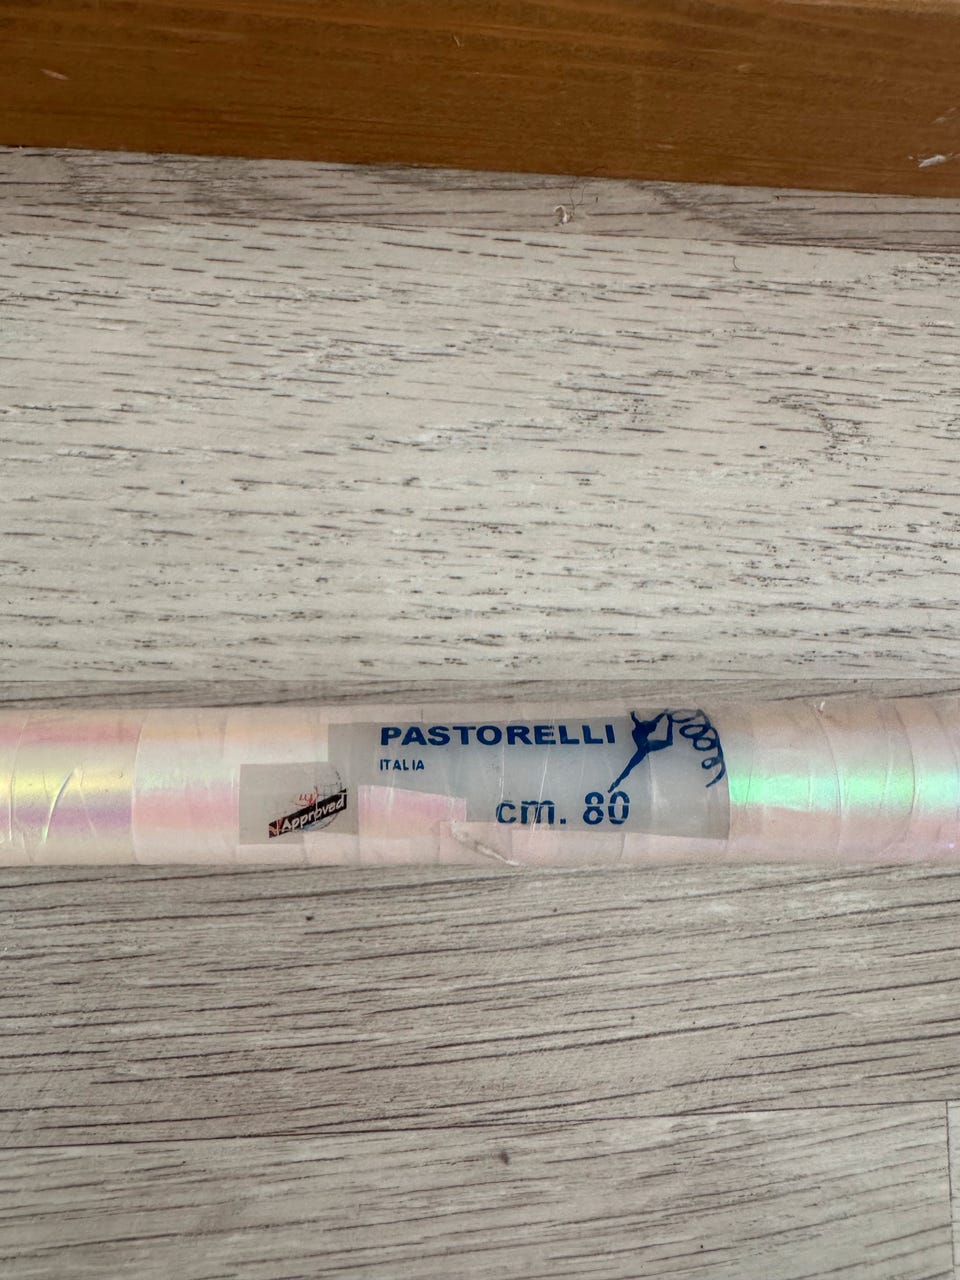 PASTORELLI
ITALIA
cm. 80
Approved